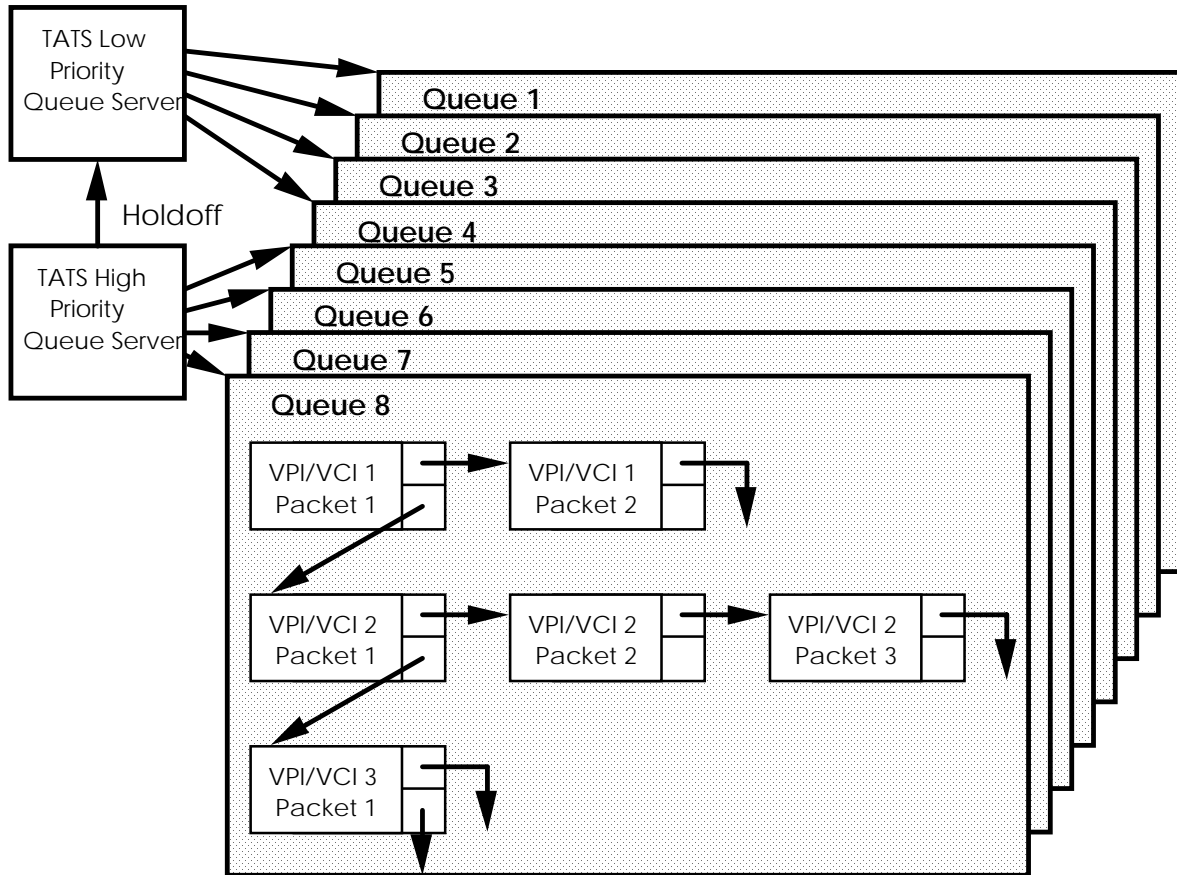 TATS Low
Priority
Queue Server
Queue 1
Queue 2
Queue 3
Holdoff
Queue 4
TATS High
Priority
Queue Server
Queue 5
Queue 6
Queue 7
Queue 8
VPI/VCI 1
Packet 1
VPI/VCI 1
Packet 2
VPI/VCI 2
Packet 1
VPI/VCI 2
Packet 2
VPI/VCI 2
Packet 3
VPI/VCI 3
Packet 1